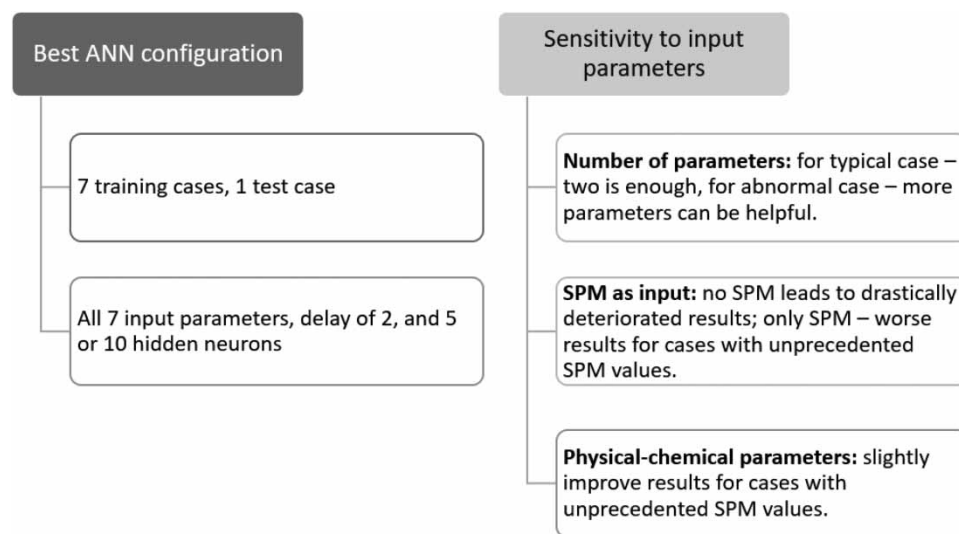 Best ANN configuration
7 training cases, 1 test case
All 7 input parameters, delay of 2, and 5
or 10 hidden neurons
Sensitivity to input
parameters
Number of parameters: for typical case –
two is enough, for abnormal case – more
parameters can be helpful.
SPM as input: no SPM leads to drastically
deteriorated results; only SPM – worse
results for cases with unprecedented
SPM values.
Physical-chemical parameters: slightly
improve results for cases with
unprecedented SPM values.